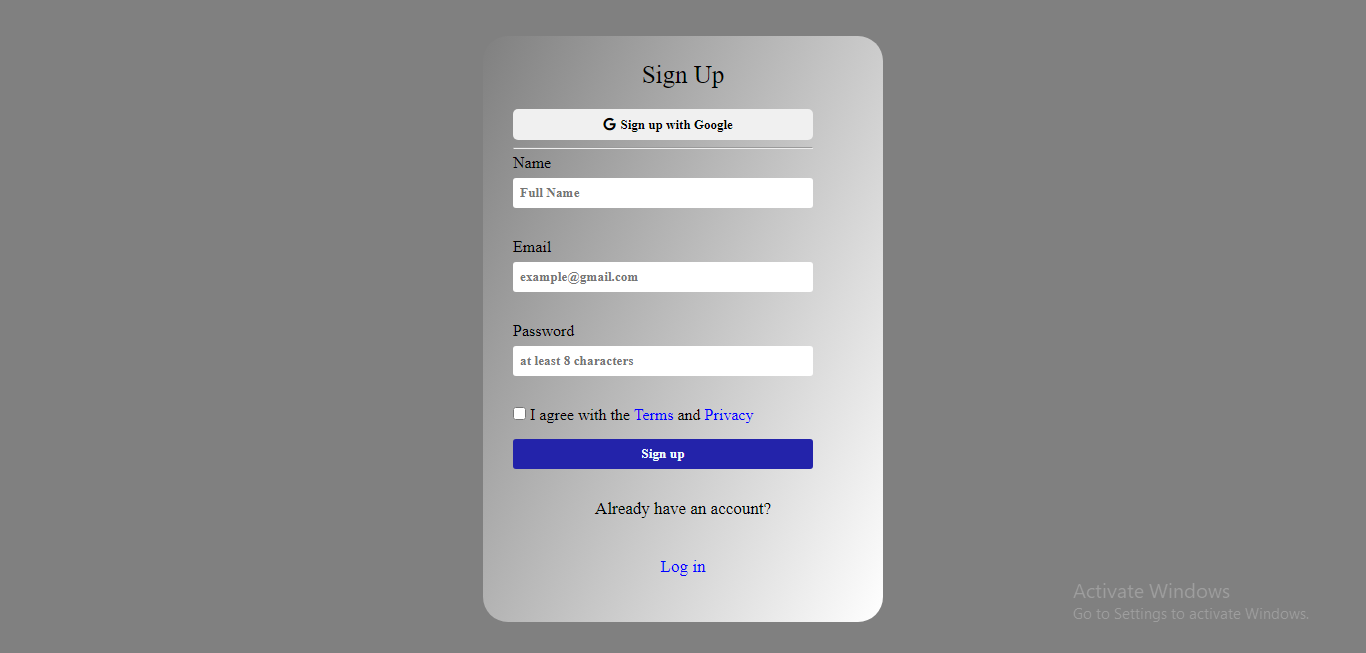 Sign Up
Sign up with Google
Name
Full Name
Email
example@gmail.com
Password
at least 8 characters
I agree with the Terms and Privacy
Sign up
Already have an account?
Log in
Activate Windows
Go to Settings to activate Windows.